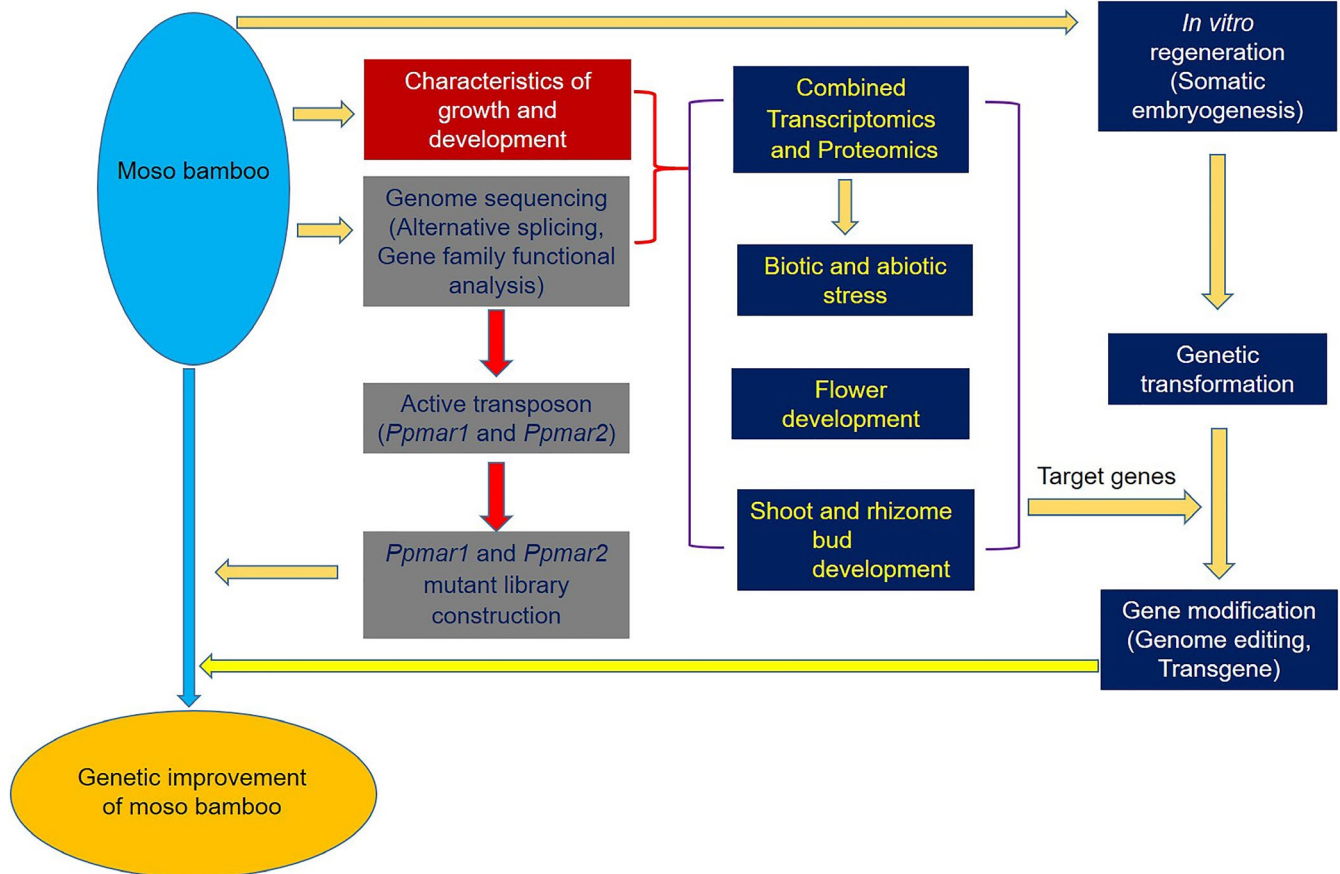 Moso bamboo
Characteristics of
growth and
development
Genome sequencing
(Alternative splicing,
Gene family functional
analysis)
Active transposon
(Ppmar1 and Ppmar2)
Ppmar1 and Ppmar2
mutant library
construction
Combined
Transcriptomics
and Proteomics
Biotic and abiotic
stress
Flower
development
Shoot and rhizome
bud
development
Target genes
In vitro
regeneration
(Somatic
embryogenesis)
Genetic
transformation
Gene modification
(Genome editing,
Transgene)
Genetic improvement
of moso bamboo